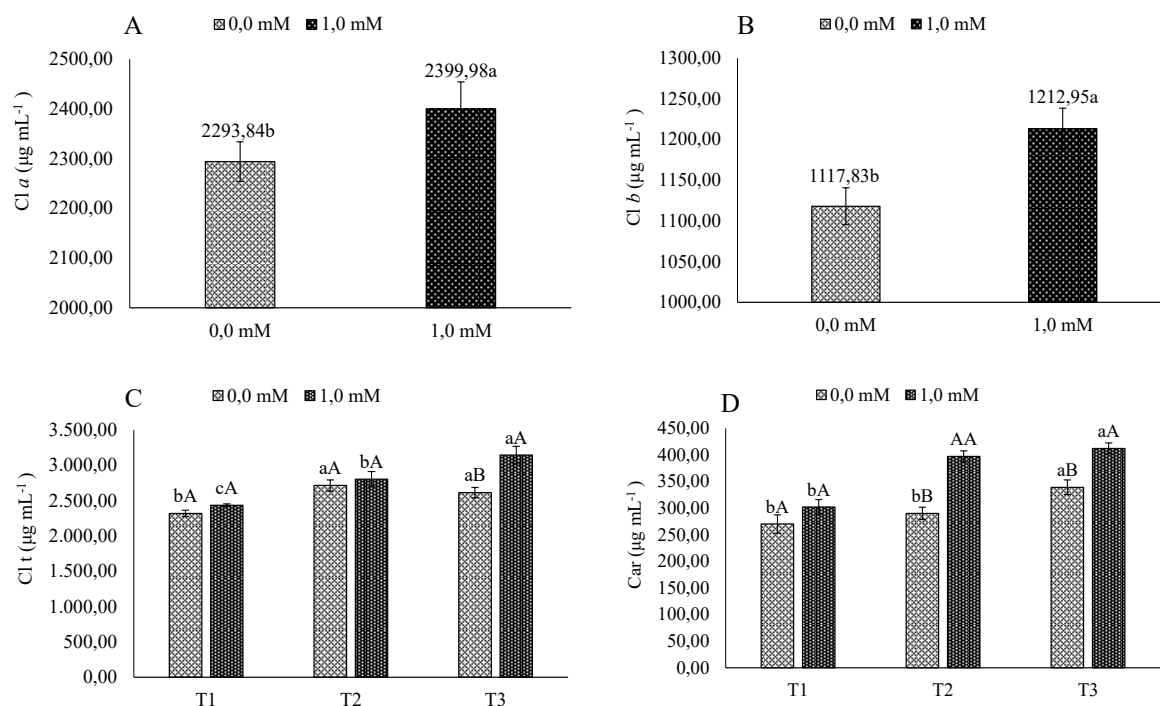 A
0,0 mM 1,0 mM
Cl a (µg mL-1 )
2500,00
2400,00
2300,00
2200,00
2100,00
2000,00
2293,84b
2399,98a
0,0 mM 1,0 mM
B
0,0 mM 1,0 mM
Cl b (µg mL-1 )
1300,00
1250,00
1200,00
1150,00
1100,00
1050,00
1000,00
1117,83b
1212,95a
0,0 mM 1,0 mM
C
0,0 mM 1,0 mM
Cl t (µg mL-1 )
3.500,00
3.000,00
2.500,00
2.000,00
1.500,00
1.000,00
500,00
0,00
bA cA aA bA aB aA
T1 T2 T3
D
0,0 mM 1,0 mM
Car (µg mL-1 )
450,00
400,00
350,00
300,00
250,00
200,00
150,00
100,00
50,00
0,00
bA bA bB AA aB aA
T1 T2 T3